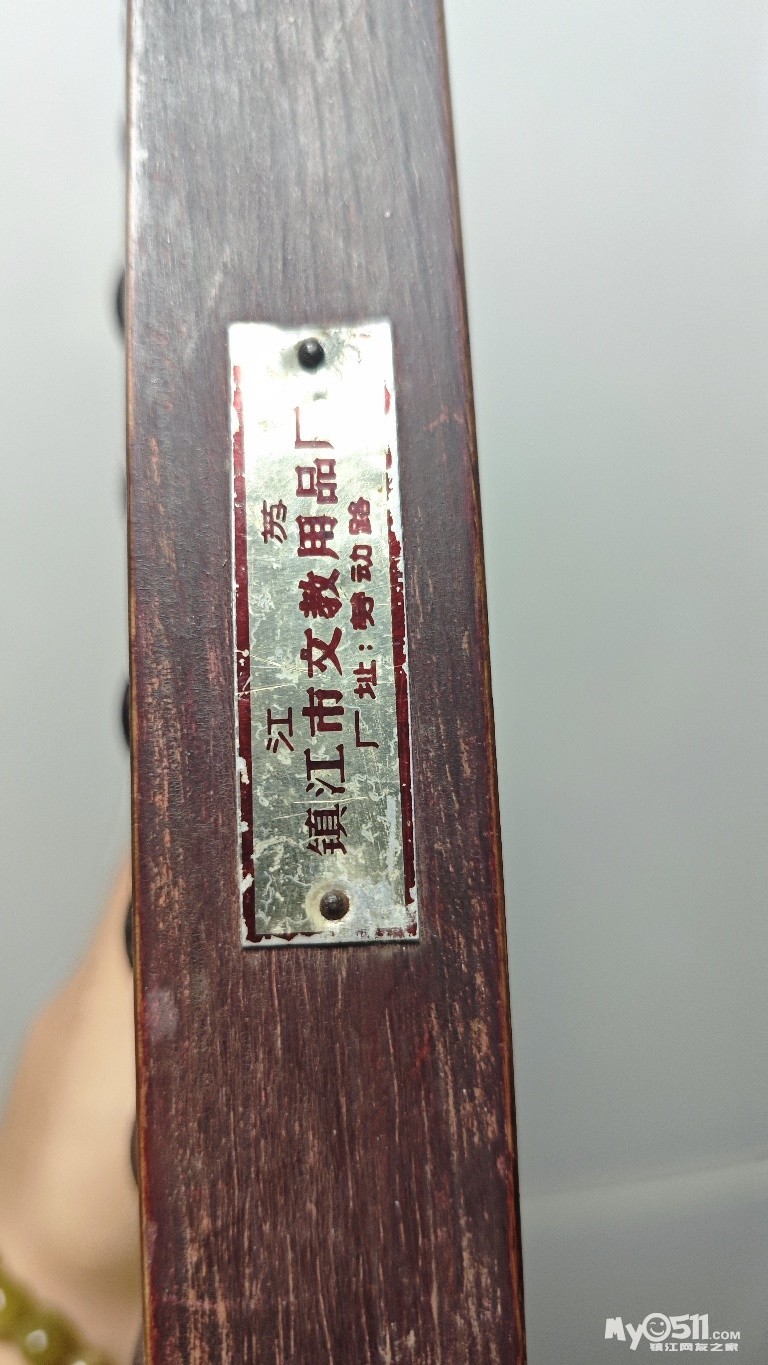 江 苏
镇江市文教用品厂
厂址:劳动路
My0511.COM
镇江网友之家